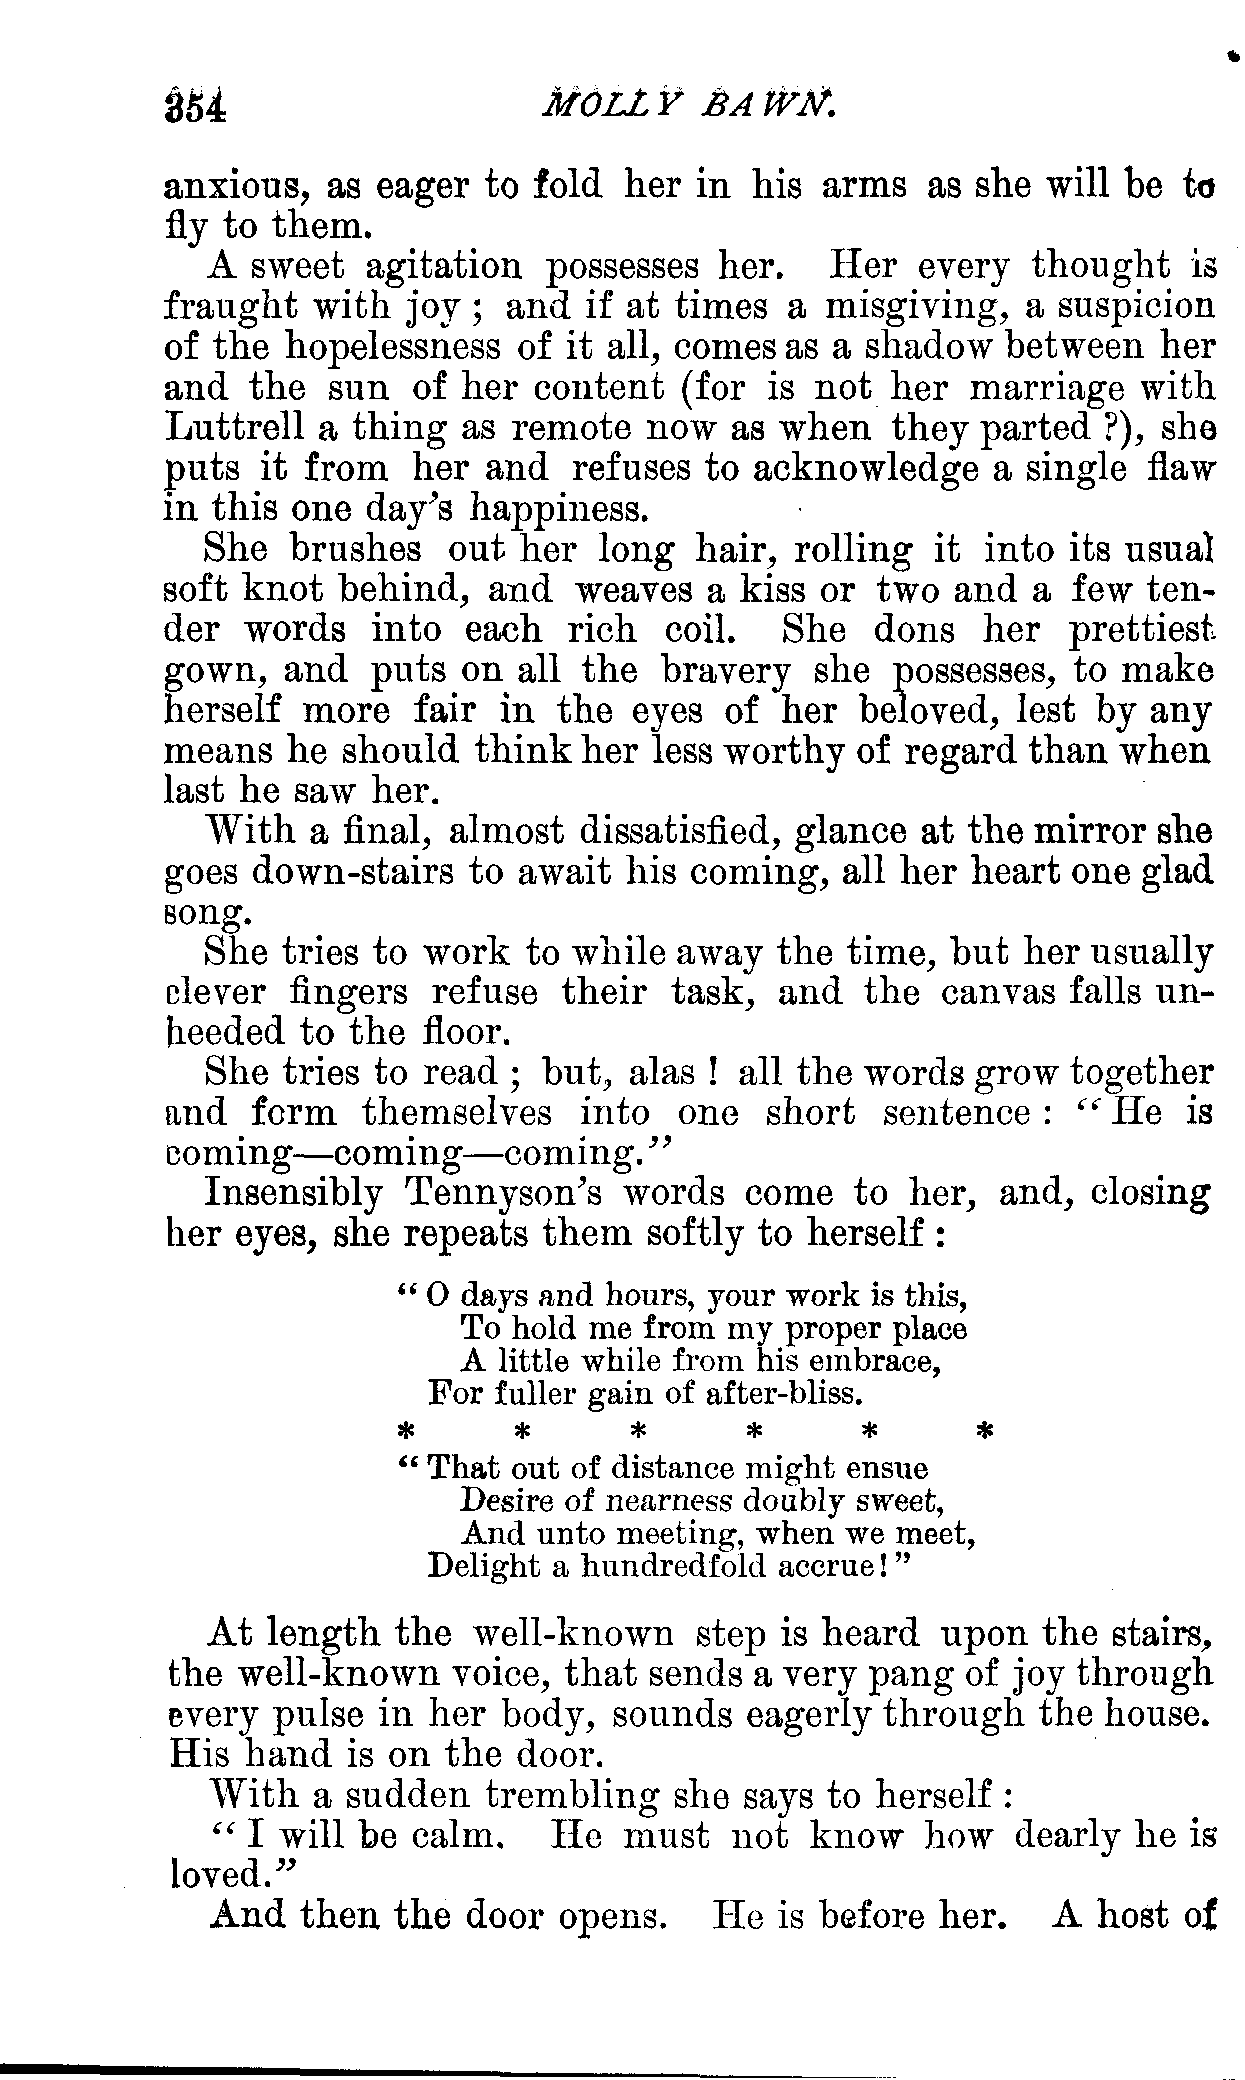 354 MOLLY BAWN.
anxious, as eager to fold her in his arms as she will be to
fly to them.
A sweet agitation possesses her. Her every thought is
fraught with joy ; and if at times a misgiving, a suspicion
of the hopelessness of it all, comes as a shadow between her
and the sun of her content (for is not her marriage with
Luttrell a thing as remote now as when they parted ?), she
puts it from her and refuses to acknowledge a single flaw
in this one day's happiness.
She brushes out her long hair, rolling it into its usual
soft knot behind, and weaves a kiss or two and a few ten-
der words into each rich coil. She dons her prettiest
gown, and puts on all the bravery she possesses, to make
herself more fair in the eyes of her beloved, lest by any
means he should think her less worthy of regard than when
last he saw her.
With a final, almost dissatisfied, glance at the mirror she
goes down-stairs to await his coming, all her heart one glad
song.
She tries to work to while away the time, but her usually
clever fingers refuse their task, and the canvas falls un-
heeded to the floor.
She tries to read ; but, alas ! all the words grow together
and form themselves into one short sentence : “ He is
coming—coming—coming.”
Insensibly Tennyson's words come to her, and, closing
her eyes, she repeats them softly to herself :
“ O days and hours, your work is this,
To hold me from my proper place
A little while from his embrace,
For fuller gain of after-bliss.
* * * * * *
“ That out of distance might ensue
Desire of nearness doubly sweet,
And unto meeting, when we meet,
Delight a hundredfold accrue! ”
At length the well-known step is heard upon the stairs,
the well-known voice, that sends a very pang of joy through
every pulse in her body, sounds eagerly through the house.
His hand is on the door.
With a sudden trembling she says to herself :
“ I will be calm. He must not know how dearly he is
loved.”
And then the door opens. He is before her. A host of